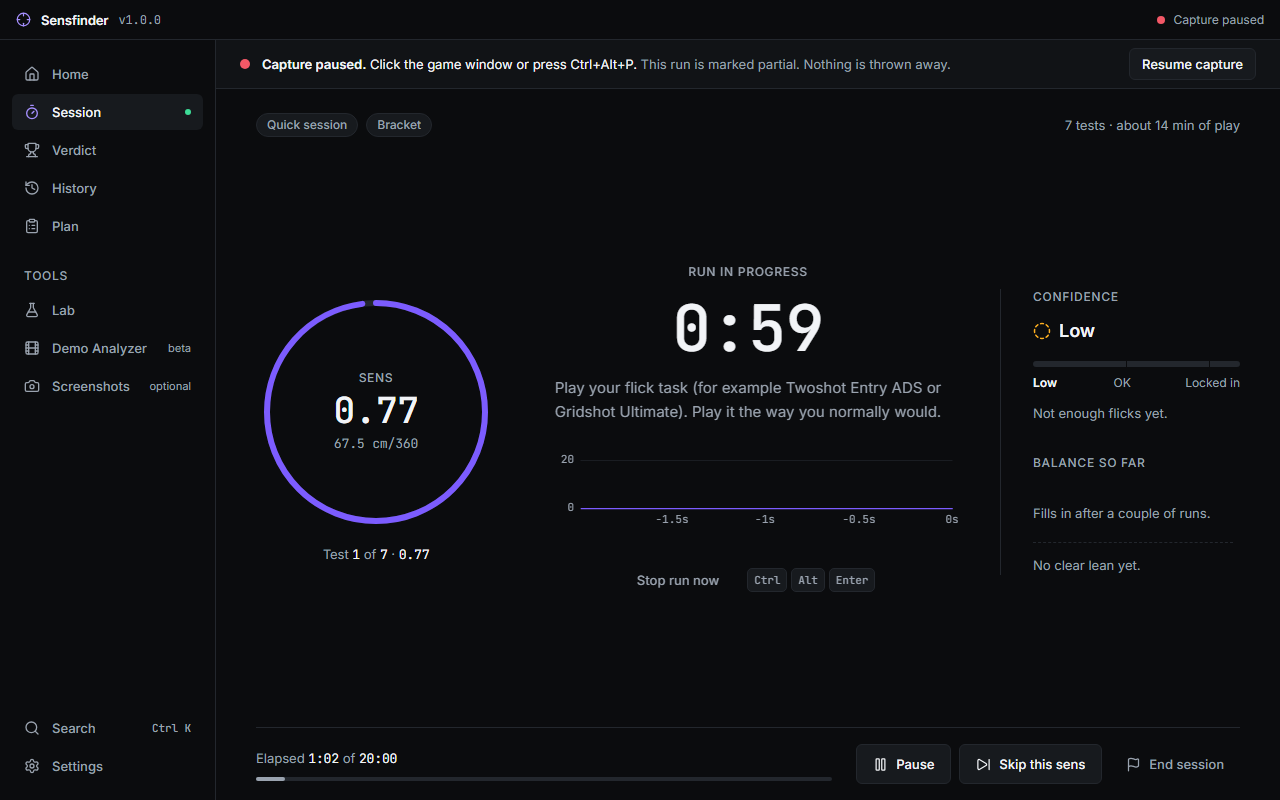 Sensfinder v1.0.0
Capture paused
Home
Session
Verdict
History
Plan
TOOLS
Lab
Demo Analyzer beta
Screenshots optional
Search Ctrl K
Settings
Capture paused. Click the game window or press Ctrl+Alt+P. This run is marked partial. Nothing is thrown away.
Resume capture
Quick session Bracket
7 tests · about 14 min of play
SENS
0.77
67.5 cm/360
Test 1 of 7 · 0.77
RUN IN PROGRESS
0:59
Play your flick task (for example Twoshot Entry ADS or
Gridshot Ultimate). Play it the way you normally would.
20
0
-1.5s -1s -0.5s 0s
Stop run now Ctrl Alt Enter
CONFIDENCE
Low
Low OK Locked in
Not enough flicks yet.
BALANCE SO FAR
Fills in after a couple of runs.
No clear lean yet.
Elapsed 1:02 of 20:00
Pause
Skip this sens
End session